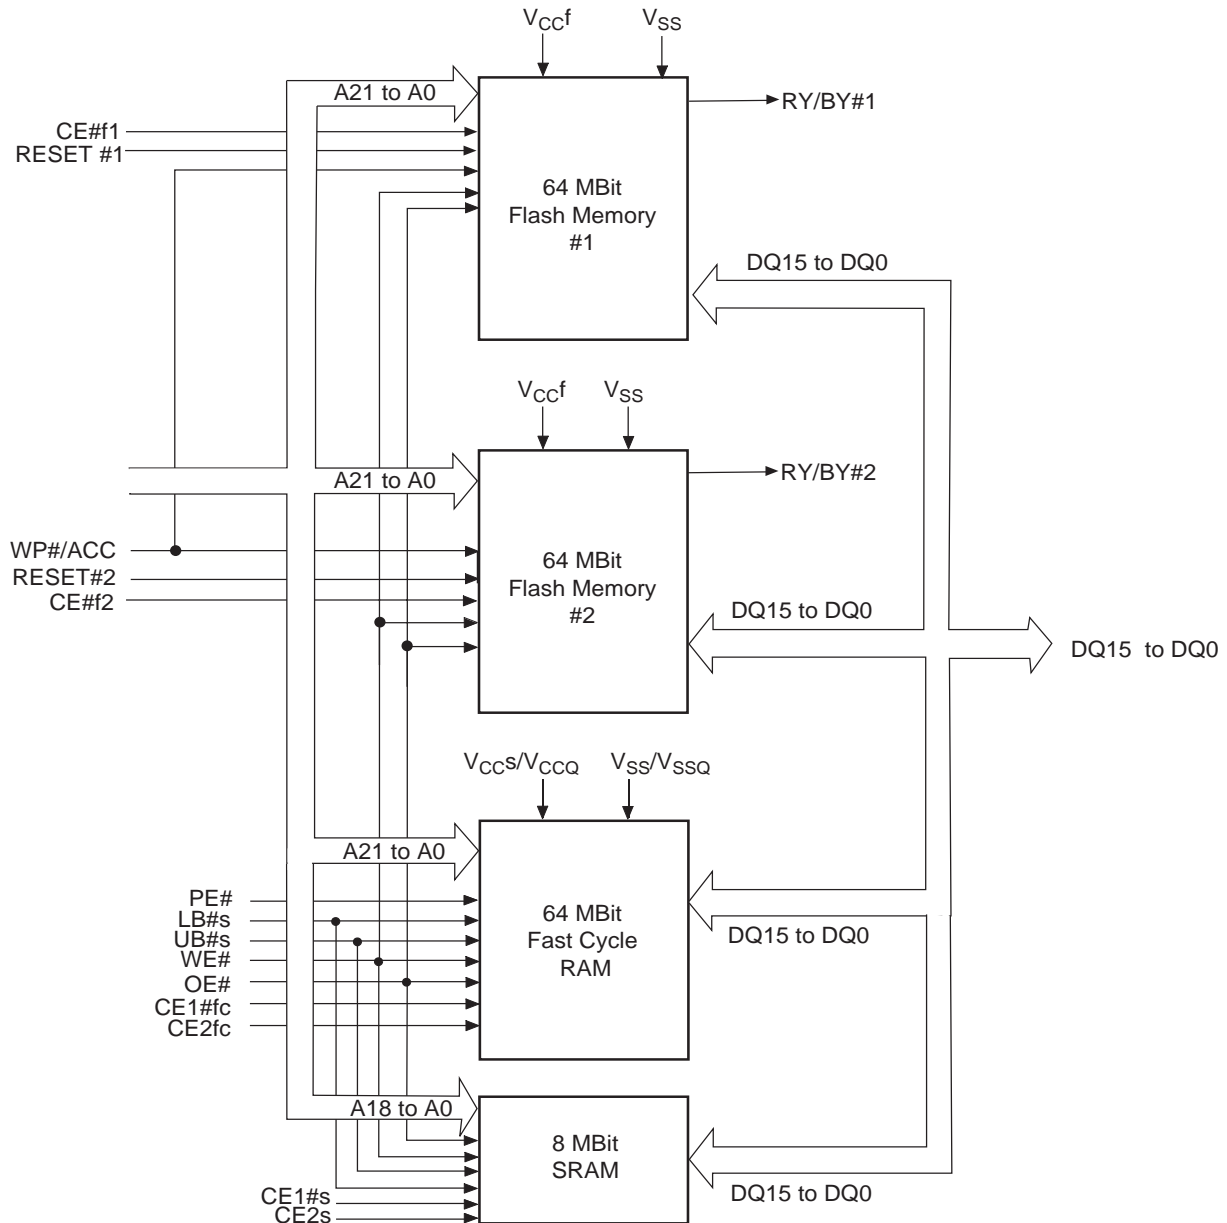 VCCf
VSS
A21 to A0
RY/BY#1
CE#f1
RESET #1
64 MBit
Flash Memory
#1
DQ15 to DQ0
VCCf
VSS
A21 to A0
RY/BY#2
WP#/ACC
RESET#2
CE#f2
64 MBit
Flash Memory
#2
DQ15 to DQ0
DQ15 to DQ0
VCCs/VCCQ
VSS/VSSQ
A21 to A0
PE#
LB#s
UB#s
WE#
OE#
CE1#fc
CE2fc
64 MBit
Fast Cycle
RAM
DQ15 to DQ0
A18 to A0
8 MBit
SRAM
CE1#s
CE2s
DQ15 to DQ0